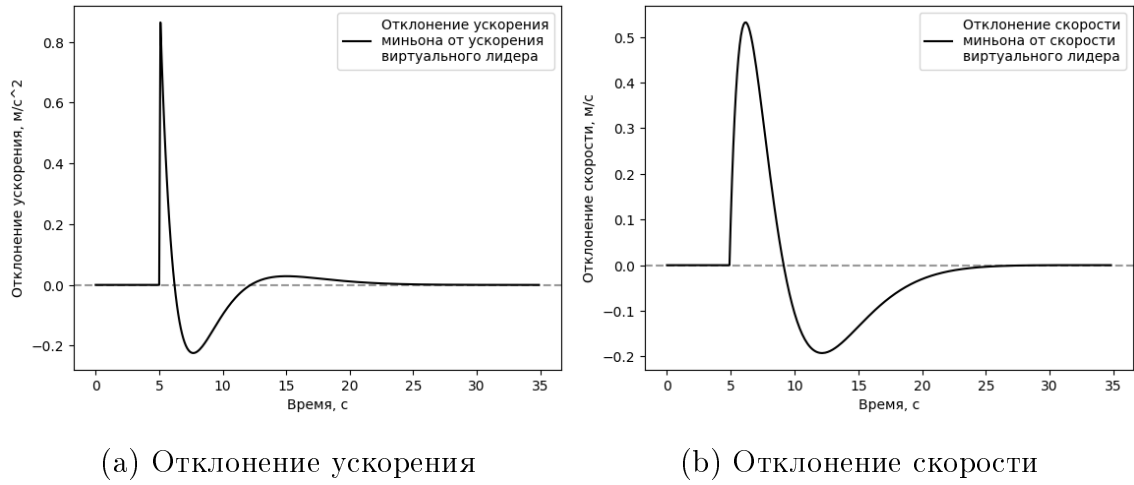 Отклонение ускорения
миньона от ускорения
виртуального лидера
Отклонение ускорения, м/с^2
0.8
0.6
0.4
0.2
0.0
−0.2
0 5 10 15 20 25 30 35
Время, с
(a) Отклонение ускорения
Отклонение скорости
миньона от скорости
виртуального лидера
Отклонение скорости, м/с
0.5
0.4
0.3
0.2
0.1
0.0
−0.1
−0.2
0 5 10 15 20 25 30 35
Время, с
(b) Отклонение скорости